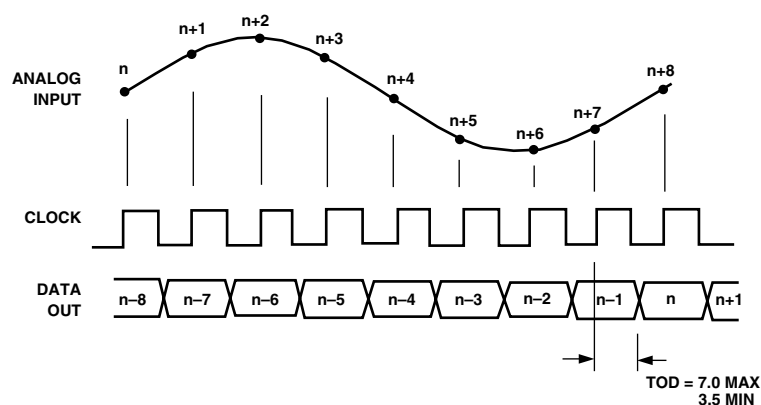 n
n+1
n+2
n+3
n+4
n+5
n+6
n+7
n+8
ANALOG
INPUT
CLOCK
DATA
OUT
n–8
n–7
n–6
n–5
n–4
n–3
n–2
n–1
n
n+1
TOD = 7.0 MAX
3.5 MIN